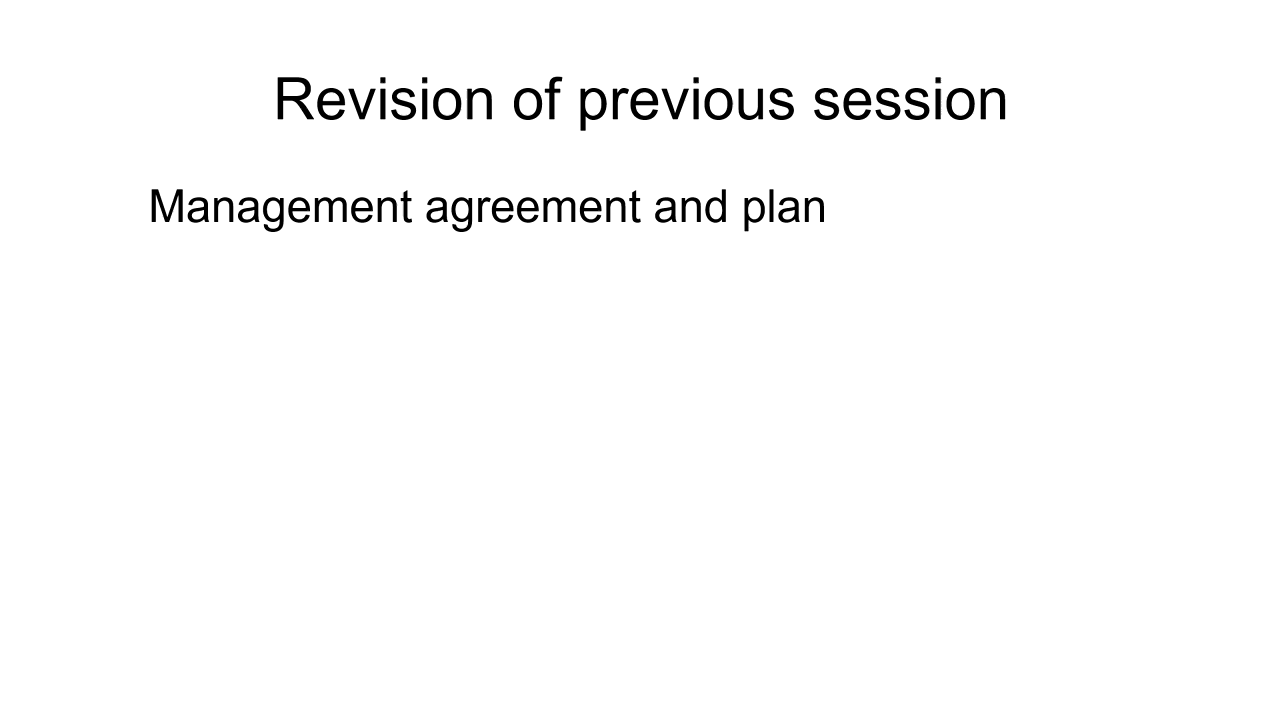 Revision of previous session
Management agreement and plan